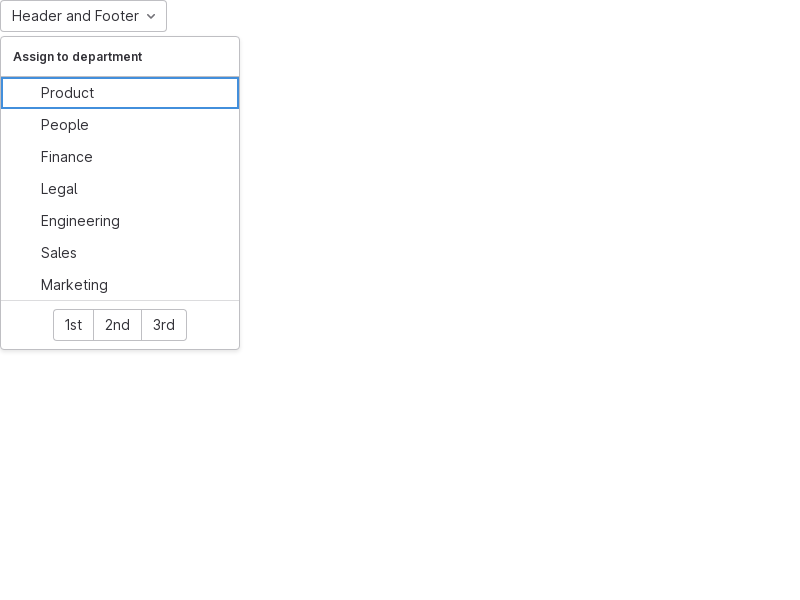 Header and Footer
Assign to department
Product
People
Finance
Legal
Engineering
Sales
Marketing
1st 2nd 3rd